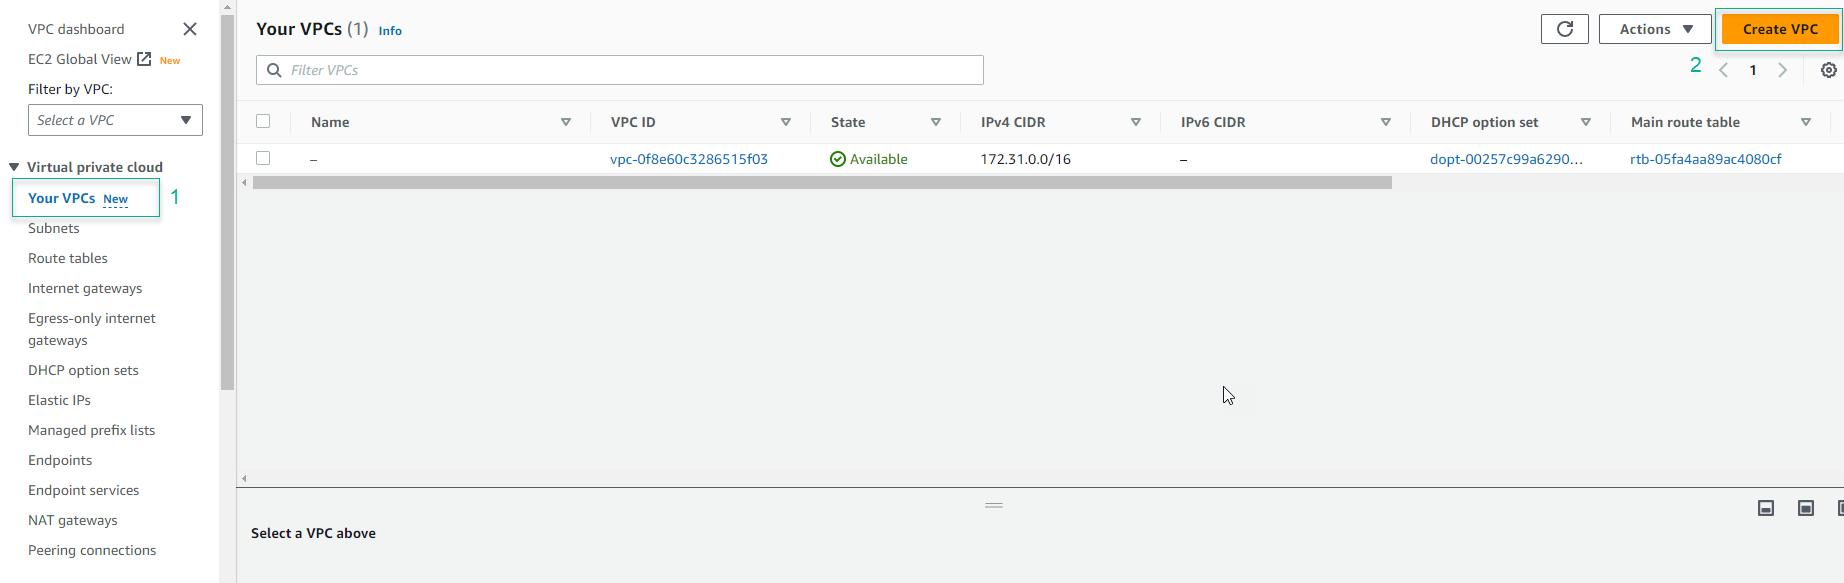 VPC dashboard
EC2 Global View New
Filter by VPC:
Select a VPC
Virtual private cloud
Your VPCs New 1
Subnets
Route tables
Internet gateways
Egress-only internet
gateways
DHCP option sets
Elastic IPs
Managed prefix lists
Endpoints
Endpoint services
NAT gateways
Peering connections
Your VPCs (1) Info
Actions
Create VPC
Filter VPCs
2 1
Name VPC ID State IPv4 CIDR IPv6 CIDR DHCP option set Main route table
– vpc-0f8e60c3286515f03 Available 172.31.0.0/16 – dopt-00257c99a6290... rtb-05fa4aa89ac4080cf
Select a VPC above